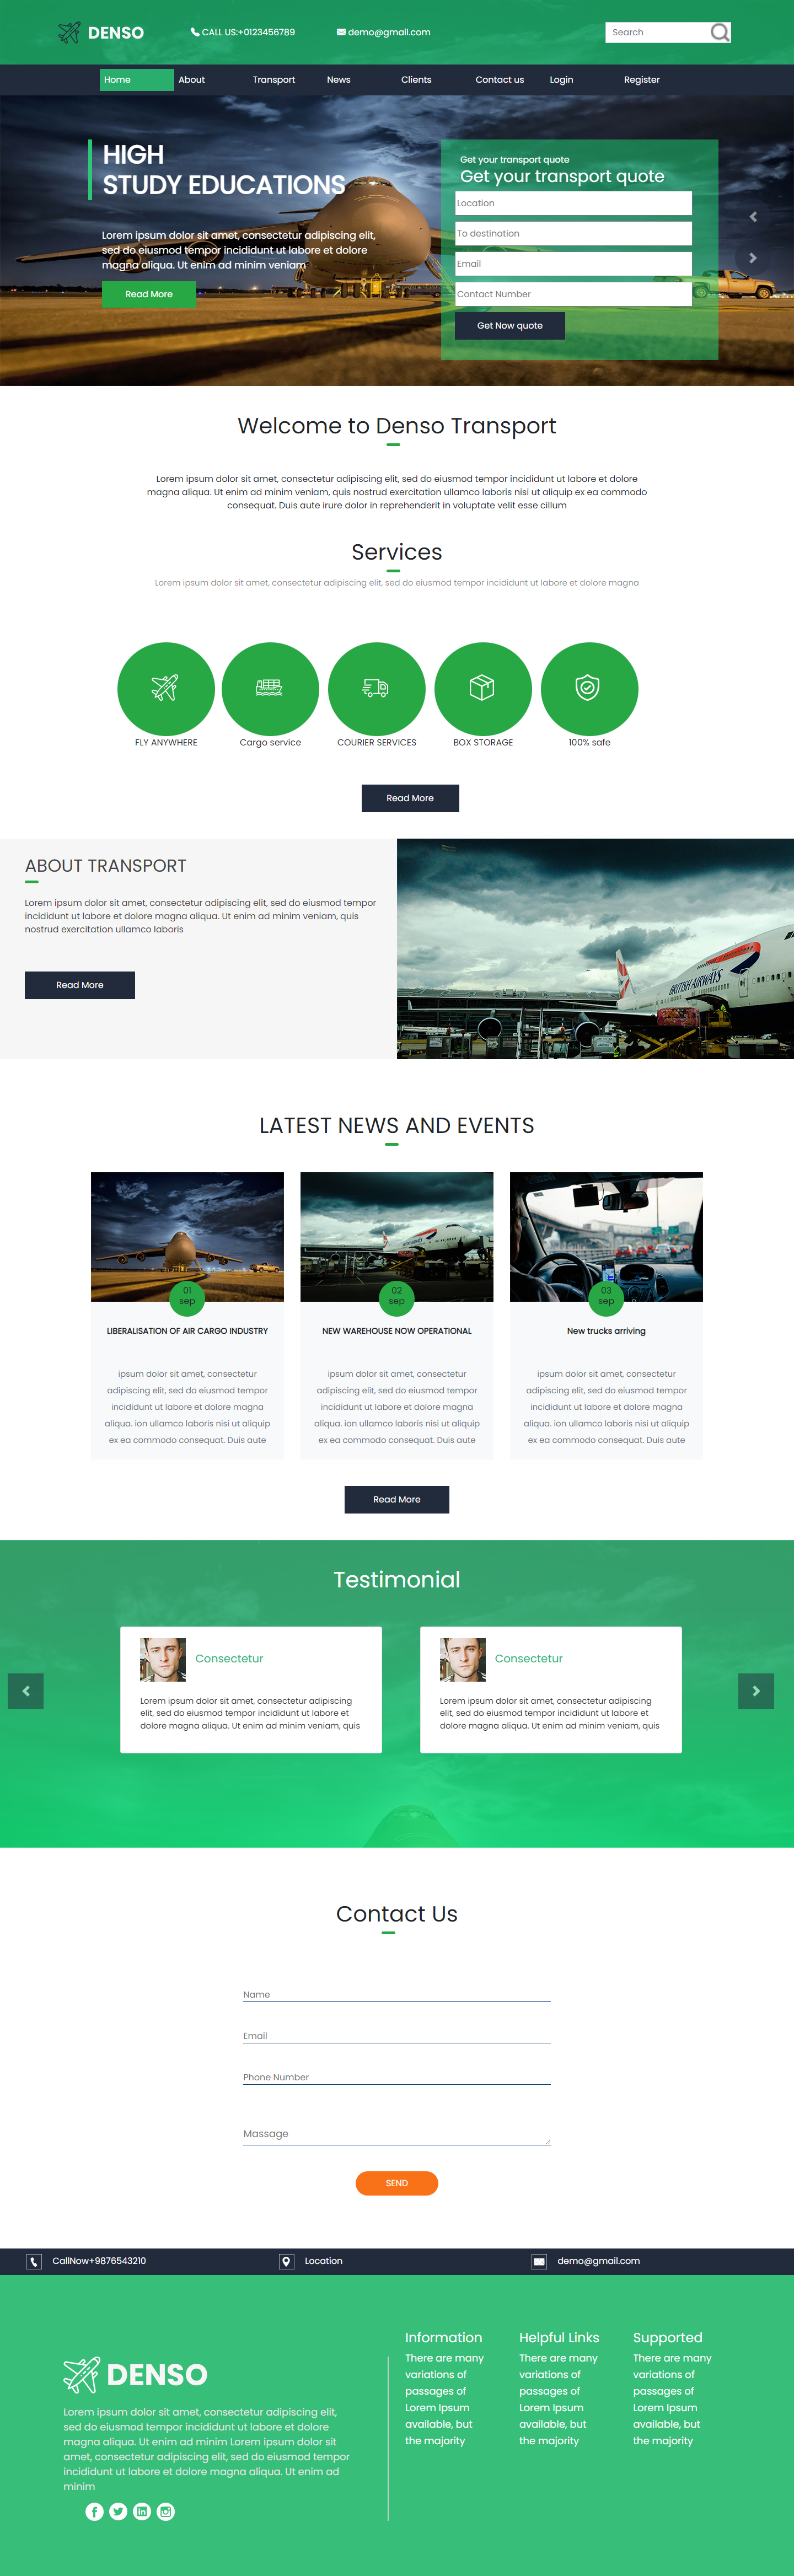 DENSO
CALL US:+0123456789
demo@gmail.com
Search
Home
About
Transport
News
Clients
Contact us
Login
Register
HIGH
STUDY EDUCATIONS
Lorem ipsum dolor sit amet, consectetur adipiscing elit,
sed do eiusmod tempor incididunt ut labore et dolore
magna aliqua. Ut enim ad minim veniam
Read More
Get your transport quote
Get your transport quote
Location
To destination
Email
Contact Number
Get Now quote
Welcome to Denso Transport
Lorem ipsum dolor sit amet, consectetur adipiscing elit, sed do eiusmod tempor incididunt ut labore et dolore
magna aliqua. Ut enim ad minim veniam, quis nostrud exercitation ullamco laboris nisi ut aliquip ex ea commodo
consequat. Duis aute irure dolor in reprehenderit in voluptate velit esse cillum
Services
Lorem ipsum dolor sit amet, consectetur adipiscing elit, sed do eiusmod tempor incididunt ut labore et dolore magna
FLY ANYWHERE
Cargo service
COURIER SERVICES
BOX STORAGE
100% safe
Read More
ABOUT TRANSPORT
Lorem ipsum dolor sit amet, consectetur adipiscing elit, sed do eiusmod tempor
incididunt ut labore et dolore magna aliqua. Ut enim ad minim veniam, quis
nostrud exercitation ullamco laboris
Read More
BRITISH AIRWAYS
LATEST NEWS AND EVENTS
01
sep
LIBERALISATION OF AIR CARGO INDUSTRY
ipsum dolor sit amet, consectetur
adipiscing elit, sed do eiusmod tempor
incididunt ut labore et dolore magna
aliqua. ion ullamco laboris nisi ut aliquip
ex ea commodo consequat. Duis aute
02
sep
NEW WAREHOUSE NOW OPERATIONAL
ipsum dolor sit amet, consectetur
adipiscing elit, sed do eiusmod tempor
incididunt ut labore et dolore magna
aliqua. ion ullamco laboris nisi ut aliquip
ex ea commodo consequat. Duis aute
03
sep
New trucks arriving
ipsum dolor sit amet, consectetur
adipiscing elit, sed do eiusmod tempor
incididunt ut labore et dolore magna
aliqua. ion ullamco laboris nisi ut aliquip
ex ea commodo consequat. Duis aute
Read More
Testimonial
Consectetur
Lorem ipsum dolor sit amet, consectetur adipiscing
elit, sed do eiusmod tempor incididunt ut labore et
dolore magna aliqua. Ut enim ad minim veniam, quis
Consectetur
Lorem ipsum dolor sit amet, consectetur adipiscing
elit, sed do eiusmod tempor incididunt ut labore et
dolore magna aliqua. Ut enim ad minim veniam, quis
Contact Us
Name
Email
Phone Number
Massage
SEND
CallNow+9876543210
Location
demo@gmail.com
DENSO
Lorem ipsum dolor sit amet, consectetur adipiscing elit,
sed do eiusmod tempor incididunt ut labore et dolore
magna aliqua. Ut enim ad minim Lorem ipsum dolor sit
amet, consectetur adipiscing elit, sed do eiusmod tempor
incididunt ut labore et dolore magna aliqua. Ut enim ad
minim
Information
There are many
variations of
passages of
Lorem Ipsum
available, but
the majority
Helpful Links
There are many
variations of
passages of
Lorem Ipsum
available, but
the majority
Supported
There are many
variations of
passages of
Lorem Ipsum
available, but
the majority